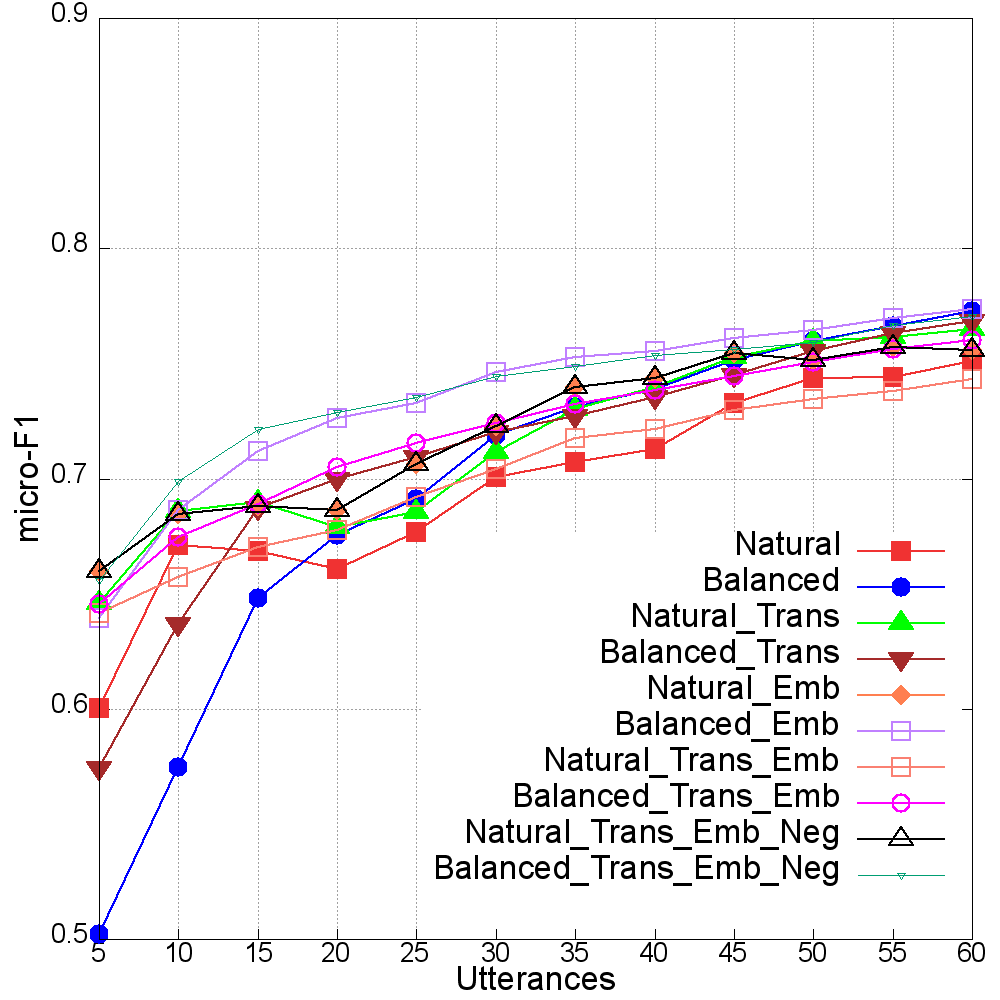 0.9
0.8
0.7
0.6
0.5
micro-F1
Natural
Balanced
Natural_Trans
Balanced_Trans
Natural_Emb
Balanced_Emb
Natural_Trans_Emb
Balanced_Trans_Emb
Natural_Trans_Emb_Neg
Balanced_Trans_Emb_Neg
5 10 15 20 25 30 35 40 45 50 55 60
Utterances